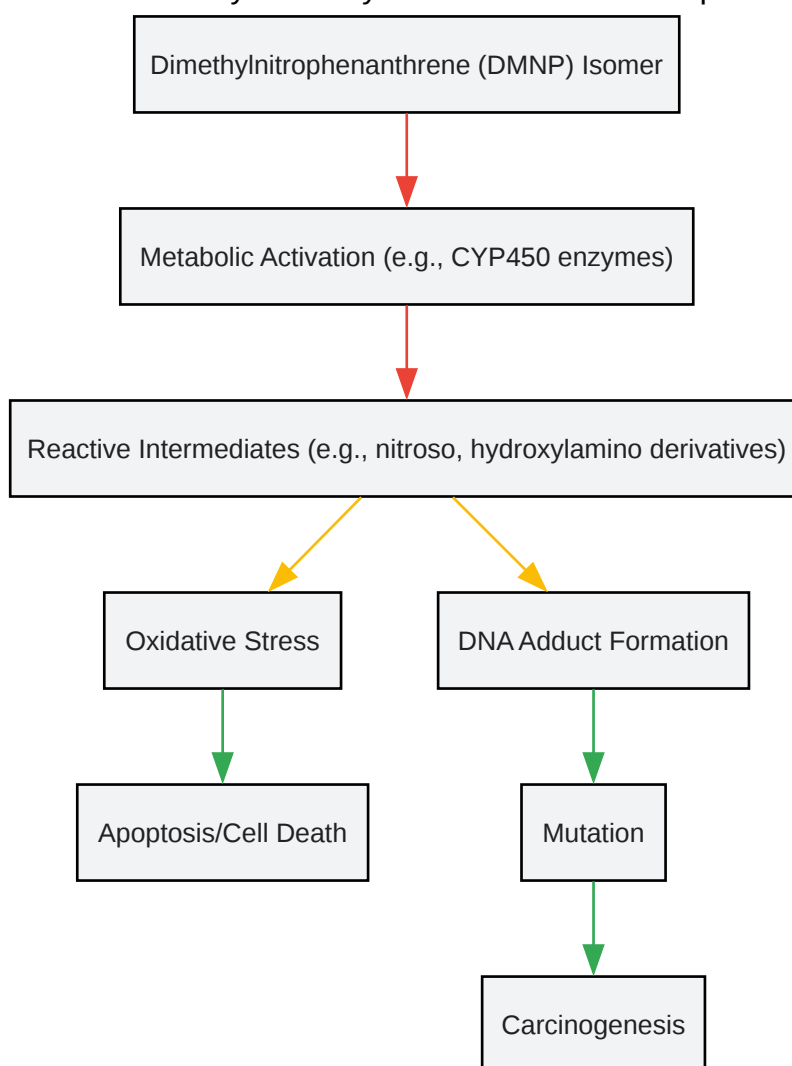 Dimethylnitrophenanthrene (DMNP) Isomer
Metabolic Activation (e.g., CYP450 enzymes)
Reactive Intermediates (e.g., nitroso, hydroxylamino derivatives)
Oxidative Stress
DNA Adduct Formation
Apoptosis/Cell Death
Mutation
Carcinogenesis